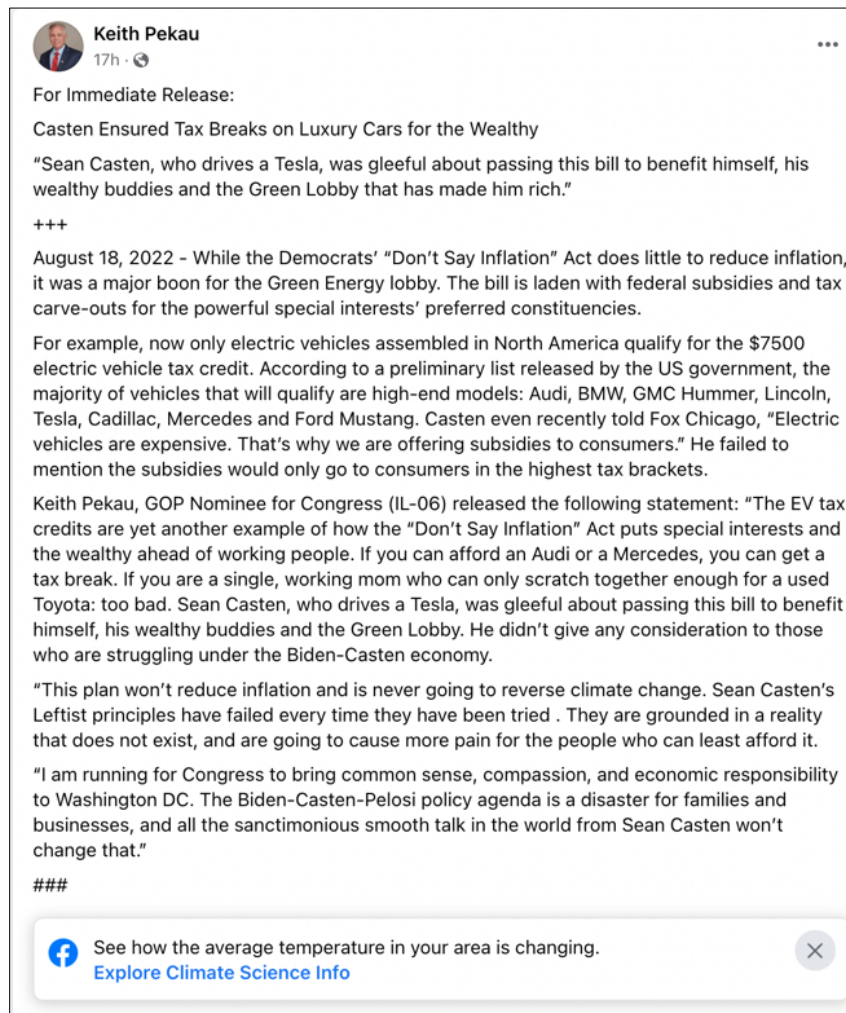 Keith Pekau
17h ·
For Immediate Release:
Casten Ensured Tax Breaks on Luxury Cars for the Wealthy
“Sean Casten, who drives a Tesla, was gleeful about passing this bill to benefit himself, his
wealthy buddies and the Green Lobby that has made him rich.”
+++
August 18, 2022 - While the Democrats’ “Don’t Say Inflation” Act does little to reduce inflation,
it was a major boon for the Green Energy lobby. The bill is laden with federal subsidies and tax
carve-outs for the powerful special interests’ preferred constituencies.
For example, now only electric vehicles assembled in North America qualify for the $7500
electric vehicle tax credit. According to a preliminary list released by the US government, the
majority of vehicles that will qualify are high-end models: Audi, BMW, GMC Hummer, Lincoln,
Tesla, Cadillac, Mercedes and Ford Mustang. Casten even recently told Fox Chicago, “Electric
vehicles are expensive. That’s why we are offering subsidies to consumers.” He failed to
mention the subsidies would only go to consumers in the highest tax brackets.
Keith Pekau, GOP Nominee for Congress (IL-06) released the following statement: “The EV tax
credits are yet another example of how the “Don’t Say Inflation” Act puts special interests and
the wealthy ahead of working people. If you can afford an Audi or a Mercedes, you can get a
tax break. If you are a single, working mom who can only scratch together enough for a used
Toyota: too bad. Sean Casten, who drives a Tesla, was gleeful about passing this bill to benefit
himself, his wealthy buddies and the Green Lobby. He didn’t give any consideration to those
who are struggling under the Biden-Casten economy.
“This plan won’t reduce inflation and is never going to reverse climate change. Sean Casten’s
Leftist principles have failed every time they have been tried . They are grounded in a reality
that does not exist, and are going to cause more pain for the people who can least afford it.
“I am running for Congress to bring common sense, compassion, and economic responsibility
to Washington DC. The Biden-Casten-Pelosi policy agenda is a disaster for families and
businesses, and all the sanctimonious smooth talk in the world from Sean Casten won’t
change that.”
###
See how the average temperature in your area is changing.
Explore Climate Science Info